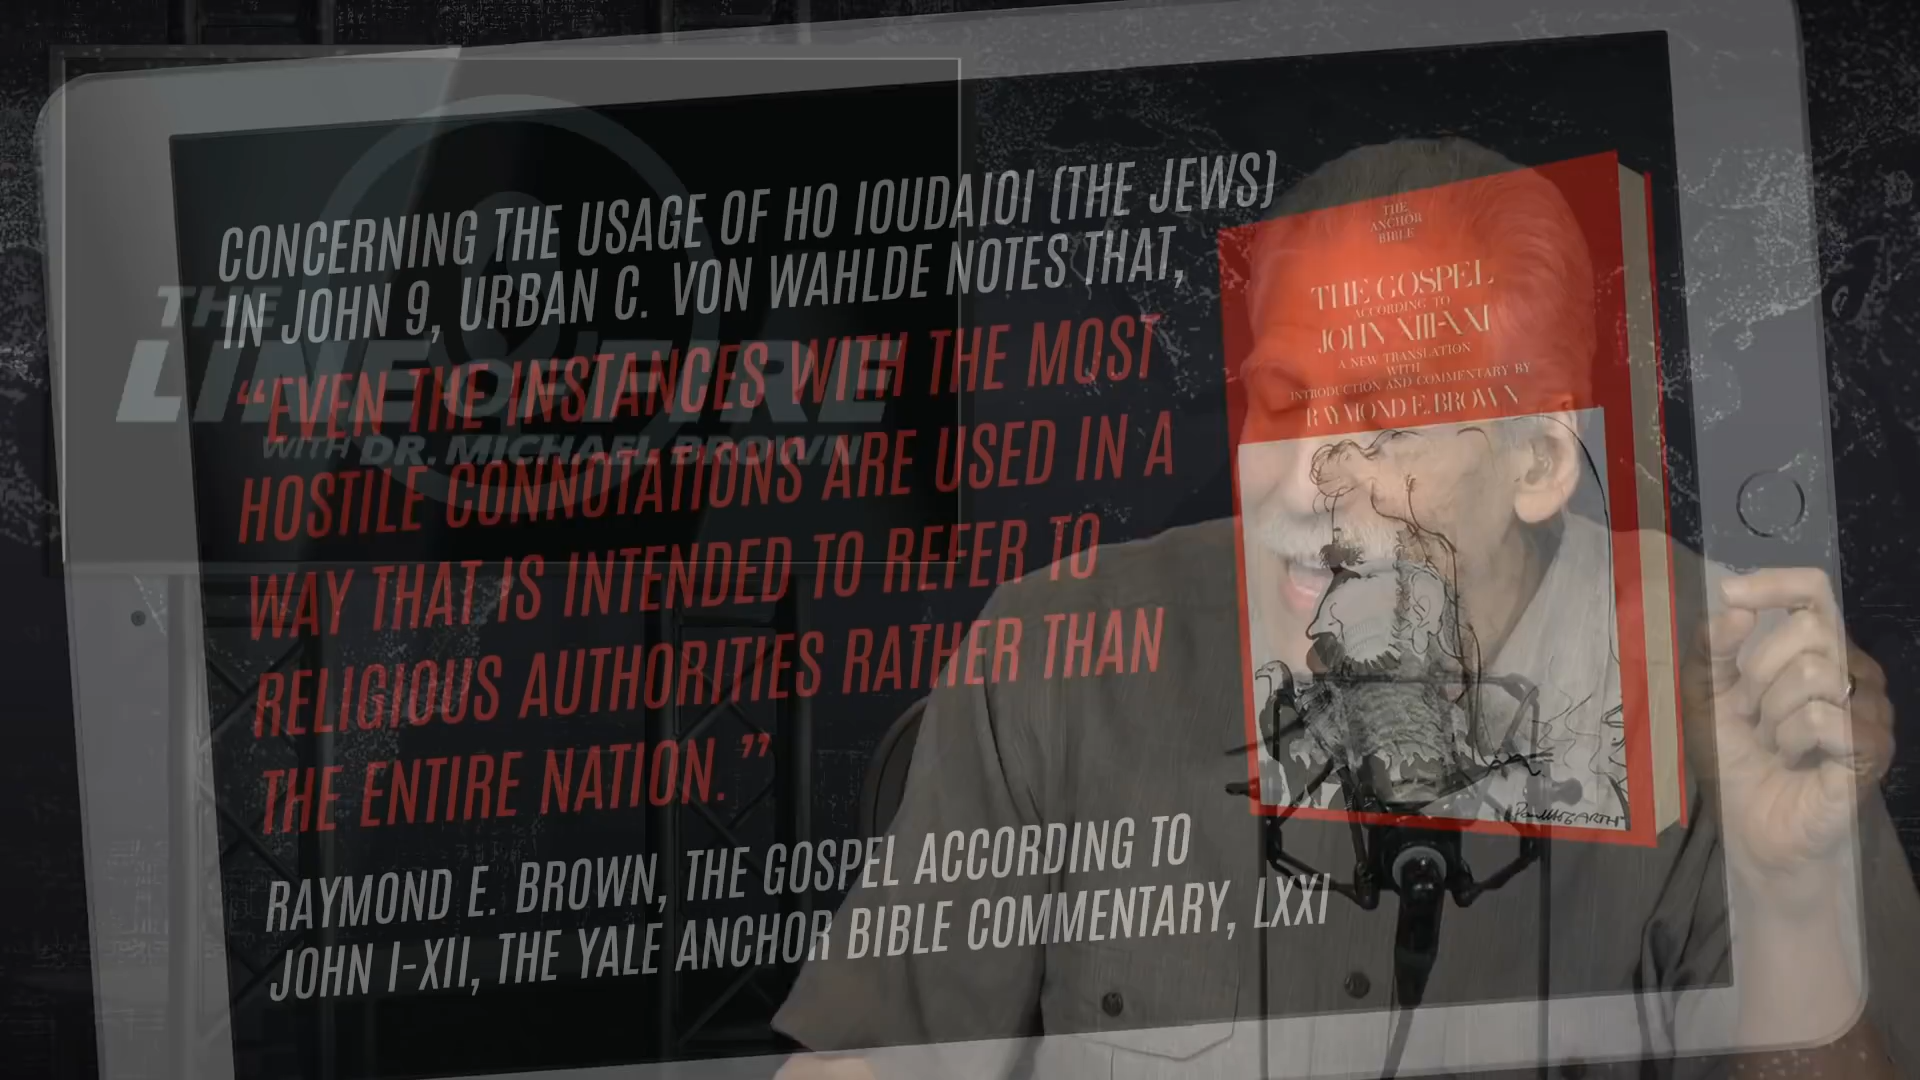 CONCERNING THE USAGE OF HO IOUDAIOI (THE JEWS)
IN JOHN 9, URBAN C. VON WAHLDE NOTES THAT,
“EVEN THE INSTANCES WITH THE MOST
HOSTILE CONNOTATIONS ARE USED IN A
WAY THAT IS INTENDED TO REFER TO
RELIGIOUS AUTHORITIES RATHER THAN
THE ENTIRE NATION.”
RAYMOND E. BROWN, THE GOSPEL ACCORDING TO
JOHN I-XII, THE YALE ANCHOR BIBLE COMMENTARY, LXXI
THE
LINE OF FIRE
WITH DR. MICHAEL BROWN
THE
ANCHOR
BIBLE
THE GOSPEL
ACCORDING TO
JOHN XIII-XXI
A NEW TRANSLATION
WITH
INTRODUCTION AND COMMENTARY BY
RAYMOND E. BROWN